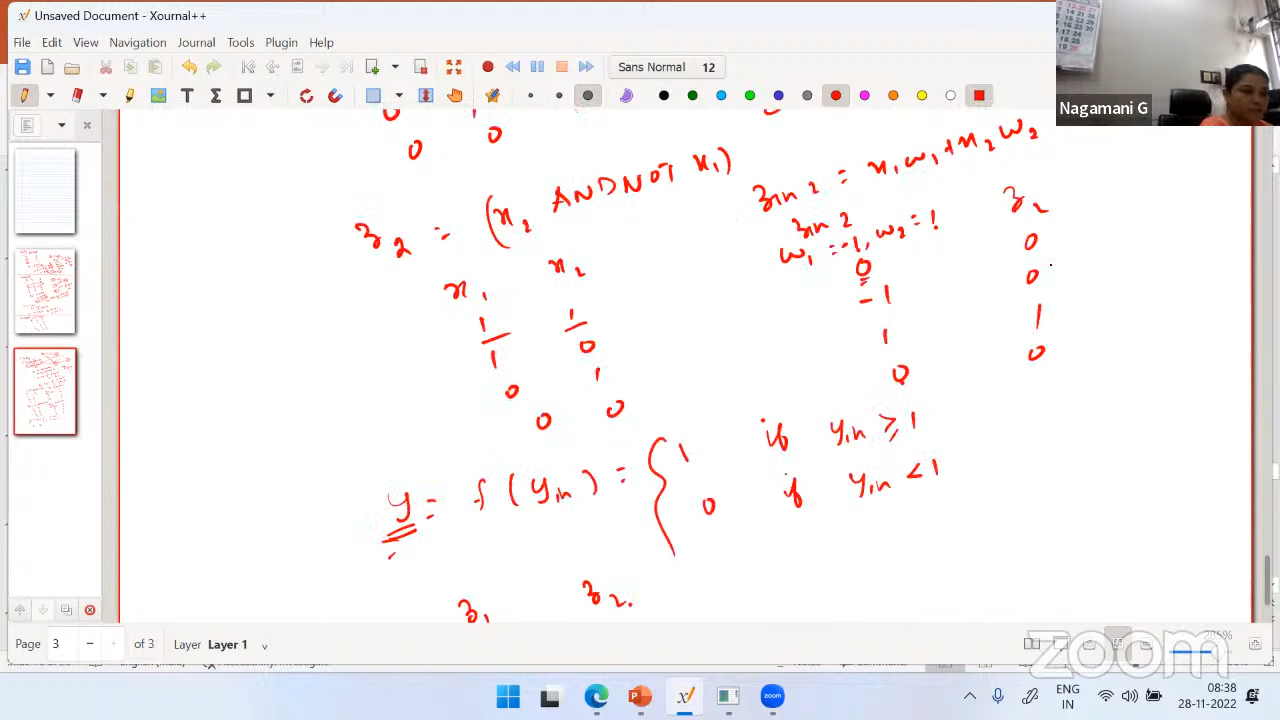 Unsaved Document - Xournal++
File Edit View Navigation Journal Tools Plugin Help
Sans Normal 12
Nagamani G
0 0
z2 = (x2 ANDNOT x1)
zin2 = x1w1+x2w2
zin2
w1 = -1, w2 = 1
z2
x1 x2
1 1 0 0
1 0 -1 0
0 1 1 1
0 0 0 0
y = f(yin) = { 1 if yin ≥ 1
0 if yin < 1
z1 z2.
Page 3 of 3 Layer Layer 1
286%
zoom
zoom
ENG
IN
08:38
28-11-2022